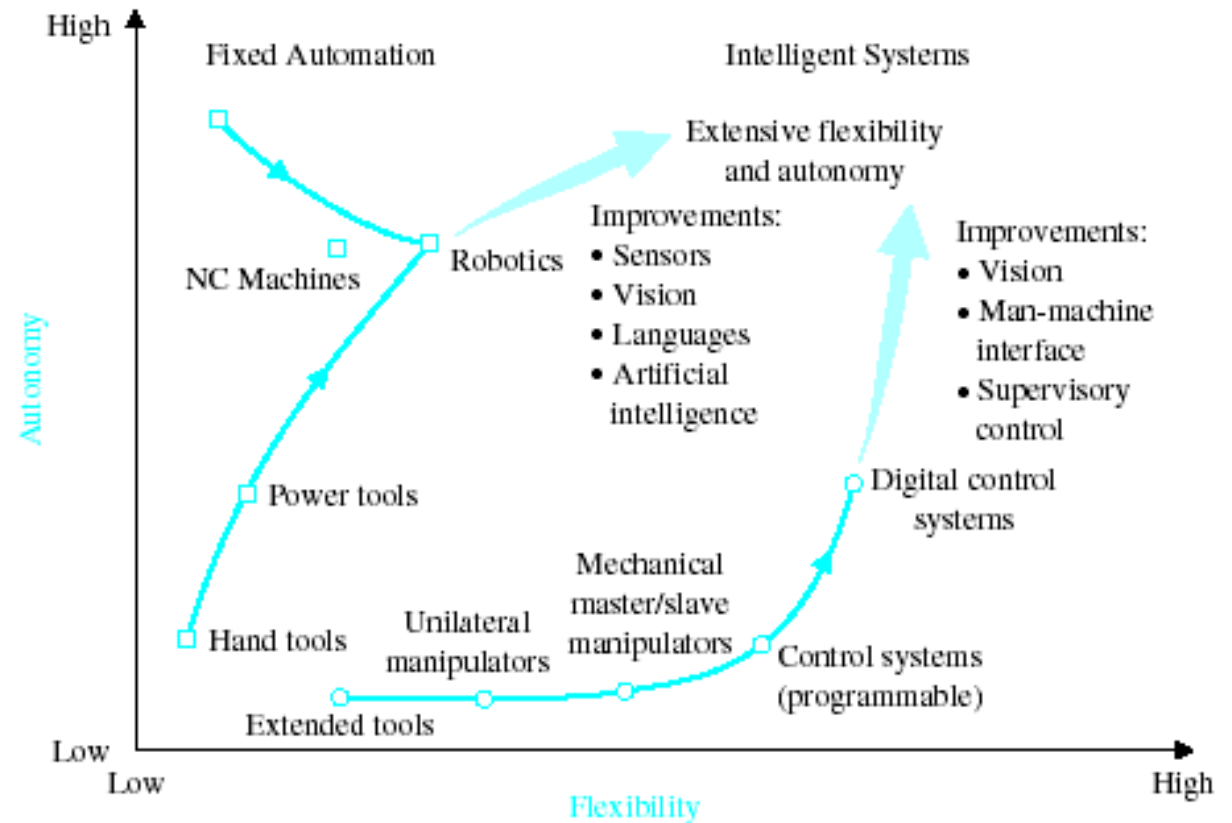 High
Fixed Automation
Intelligent Systems
Extensive flexibility
and autonomy
Improvements:
• Sensors
• Vision
• Languages
• Artificial
intelligence
Improvements:
• Vision
• Man-machine
interface
• Supervisory
control
Robotics
NC Machines
Autonomy
Power tools
Digital control
systems
Mechanical
master/slave
manipulators
Unilateral
manipulators
Hand tools
Control systems
(programmable)
Extended tools
Low
Low
High
Flexibility